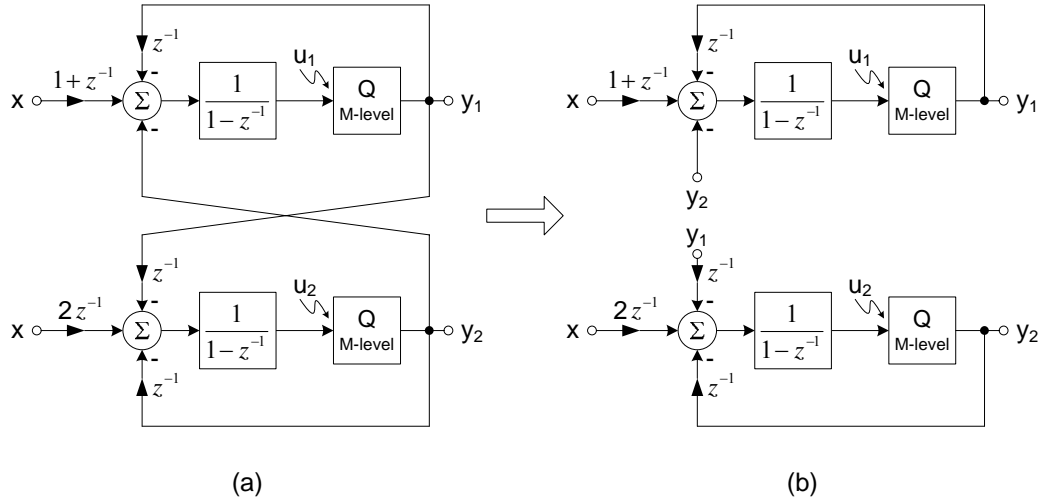 z⁻¹
u₁
x
1 + z⁻¹
-
Σ
-
1
1 − z⁻¹
Q
M-level
y₁
z⁻¹
x
2 z⁻¹
-
Σ
-
z⁻¹
1
1 − z⁻¹
u₂
Q
M-level
y₂
(a)
z⁻¹
u₁
x
1 + z⁻¹
-
Σ
-
1
1 − z⁻¹
Q
M-level
y₁
y₂
y₁
z⁻¹
x
2 z⁻¹
-
Σ
-
z⁻¹
1
1 − z⁻¹
u₂
Q
M-level
y₂
(b)